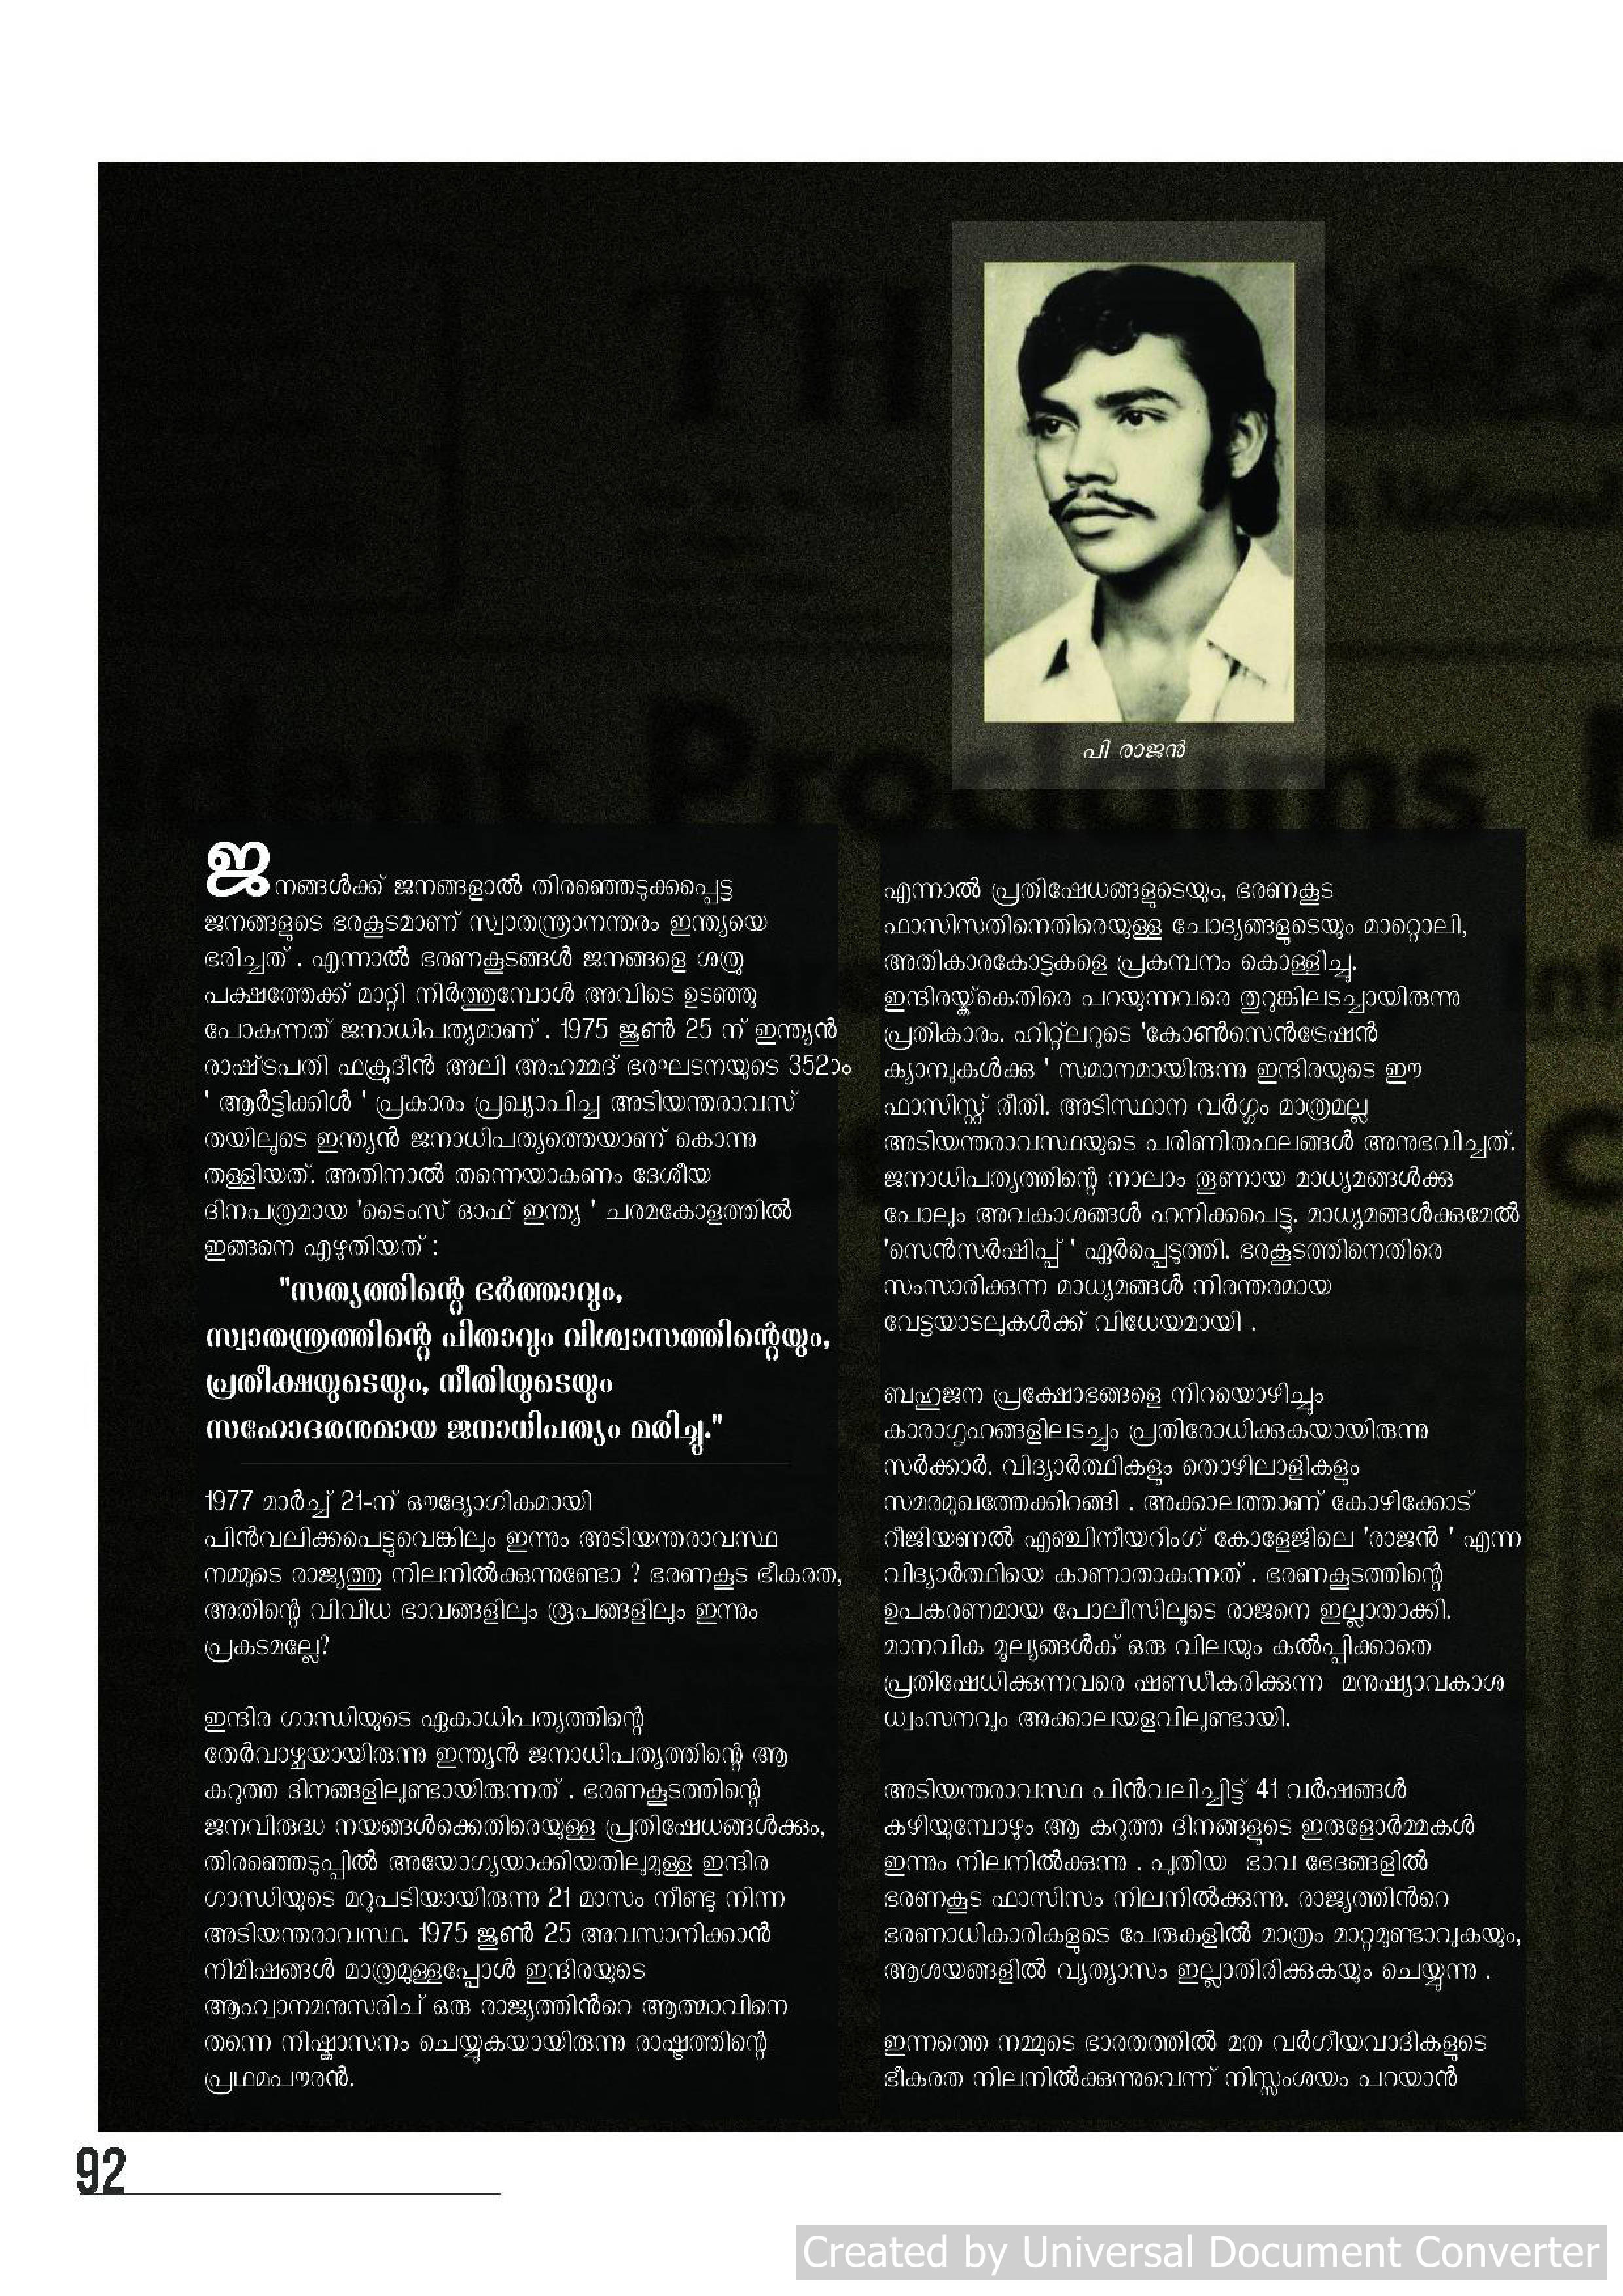 പി രാജൻ
ജനങ്ങൾക്ക് ജനങ്ങളാൽ തിരഞ്ഞെടുക്കപ്പെട്ട
ജനങ്ങളുടെ ഭരകൂടമാണ് സ്വാതന്ത്രാനന്തരം ഇന്ത്യയെ
ഭരിച്ചത് . എന്നാൽ ഭരണകൂടങ്ങൾ ജനങ്ങളെ ശത്രു
പക്ഷത്തേക്ക് മാറ്റി നിർത്തുമ്പോൾ അവിടെ ഉടഞ്ഞു
പോകുന്നത് ജനാധിപത്യമാണ് . 1975 ജൂൺ 25 ന് ഇന്ത്യൻ
രാഷ്ടപതി ഫക്രുദീൻ അലി അഹമ്മദ് ഭരഘടനയുടെ 352ാം
' ആർട്ടിക്കിൾ ' പ്രകാരം പ്രഖ്യാപിച്ച അടിയന്തരാവസ്
തയിലൂടെ ഇന്ത്യൻ ജനാധിപത്യത്തെയാണ് കൊന്നു
തള്ളിയത്. അതിനാൽ തന്നെയാകണം ദേശീയ
ദിനപത്രമായ 'ടൈംസ് ഓഫ് ഇന്ത്യ ' ചരമകോളത്തിൽ
ഇങ്ങനെ എഴുതിയത് :
"സത്യത്തിന്റെ ഭർത്താവും,
സ്വാതന്ത്രത്തിന്റെ പിതാവും വിശ്വാസത്തിന്റെയും,
പ്രതീക്ഷയുടെയും, നീതിയുടെയും
സഹോദരനുമായ ജനാധിപത്യം മരിച്ചു."
1977 മാർച്ച് 21-ന് ഔദ്യോഗികമായി
പിൻവലിക്കപെട്ടുവെങ്കിലും ഇന്നും അടിയന്തരാവസ്ഥ
നമ്മുടെ രാജ്യത്തു നിലനിൽക്കുന്നുണ്ടോ ? ഭരണകൂട ഭീകരത,
അതിന്റെ വിവിധ ഭാവങ്ങളിലും രൂപങ്ങളിലും ഇന്നും
പ്രകടമല്ലേ?
ഇന്ദിര ഗാന്ധിയുടെ ഏകാധിപത്യത്തിന്റെ
തേർവാഴ്ചയായിരുന്നു ഇന്ത്യൻ ജനാധിപത്യത്തിന്റെ ആ
കറുത്ത ദിനങ്ങളിലുണ്ടായിരുന്നത് . ഭരണകൂടത്തിന്റെ
ജനവിരുദ്ധ നയങ്ങൾക്കെതിരെയുള്ള പ്രതിഷേധങ്ങൾക്കും,
തിരഞ്ഞെടുപ്പിൽ അയോഗ്യയാക്കിയതിലുമുള്ള ഇന്ദിര
ഗാന്ധിയുടെ മറുപടിയായിരുന്നു 21 മാസം നീണ്ടു നിന്ന
അടിയന്തരാവസ്ഥ. 1975 ജൂൺ 25 അവസാനിക്കാൻ
നിമിഷങ്ങൾ മാത്രമുള്ളപ്പോൾ ഇന്ദിരയുടെ
ആഹ്വാനമനുസരിച് ഒരു രാജ്യത്തിൻറെ ആത്മാവിനെ
തന്നെ നിഷ്കാസനം ചെയ്യുകയായിരുന്നു രാഷ്ട്രത്തിന്റെ
പ്രഥമപൗരൻ.
എന്നാൽ പ്രതിഷേധങ്ങളുടെയും, ഭരണകൂട
ഫാസിസതിനെതിരെയുള്ള ചോദ്യങ്ങളുടെയും മാറ്റൊലി,
അതികാരകോട്ടകളെ പ്രകമ്പനം കൊള്ളിച്ചു.
ഇന്ദിരയ്ക്കെതിരെ പറയുന്നവരെ തുറുങ്കിലടച്ചായിരുന്നു
പ്രതികാരം. ഹിറ്റ്ലറുടെ 'കോൺസെൻട്രേഷൻ
ക്യാമ്പുകൾക്കു ' സമാനമായിരുന്നു ഇന്ദിരയുടെ ഈ
ഫാസിസ്റ്റ് രീതി. അടിസ്ഥാന വർഗ്ഗം മാത്രമല്ല
അടിയന്തരാവസ്ഥയുടെ പരിണിതഫലങ്ങൾ അനുഭവിച്ചത്.
ജനാധിപത്യത്തിന്റെ നാലാം തൂണായ മാധ്യമങ്ങൾക്കു
പോലും അവകാശങ്ങൾ ഹനിക്കപെട്ടു. മാധ്യമങ്ങൾക്കുമേൽ
'സെൻസർഷിപ്പ് ' ഏർപ്പെടുത്തി. ഭരകൂടത്തിനെതിരെ
സംസാരിക്കുന്ന മാധ്യമങ്ങൾ നിരന്തരമായ
വേട്ടയാടലുകൾക്ക് വിധേയമായി .
ബഹുജന പ്രക്ഷോഭങ്ങളെ നിറയൊഴിച്ചും
കാരാഗൃഹങ്ങളിലടച്ചും പ്രതിരോധിക്കുകയായിരുന്നു
സർക്കാർ. വിദ്യാർത്ഥികളും തൊഴിലാളികളും
സമരമുഖത്തേക്കിറങ്ങി . അക്കാലത്താണ് കോഴിക്കോട്
റീജിയണൽ എഞ്ചിനീയറിംഗ് കോളേജിലെ 'രാജൻ ' എന്ന
വിദ്യാർത്ഥിയെ കാണാതാകുന്നത് . ഭരണകൂടത്തിന്റെ
ഉപകരണമായ പോലീസിലൂടെ രാജനെ ഇല്ലാതാക്കി.
മാനവിക മൂല്യങ്ങൾക് ഒരു വിലയും കൽപ്പിക്കാതെ
പ്രതിഷേധിക്കുന്നവരെ ഷണ്ഡീകരിക്കുന്ന മനുഷ്യാവകാശ
ധ്വംസനവും അക്കാലയളവിലുണ്ടായി.
അടിയന്തരാവസ്ഥ പിൻവലിച്ചിട്ട് 41 വർഷങ്ങൾ
കഴിയുമ്പോഴും ആ കറുത്ത ദിനങ്ങളുടെ ഇരുളോർമ്മകൾ
ഇന്നും നിലനിൽക്കുന്നു . പുതിയ ഭാവ ഭേദങ്ങളിൽ
ഭരണകൂട ഫാസിസം നിലനിൽക്കുന്നു. രാജ്യത്തിൻറെ
ഭരണാധികാരികളുടെ പേരുകളിൽ മാത്രം മാറ്റമുണ്ടാവുകയും,
ആശയങ്ങളിൽ വ്യത്യാസം ഇല്ലാതിരിക്കുകയും ചെയ്യുന്നു .
ഇന്നത്തെ നമ്മുടെ ഭാരതത്തിൽ മത വർഗീയവാദികളുടെ
ഭീകരത നിലനിൽക്കുന്നുവെന്ന് നിസ്സംശയം പറയാൻ
92
Created by Universal Document Converter